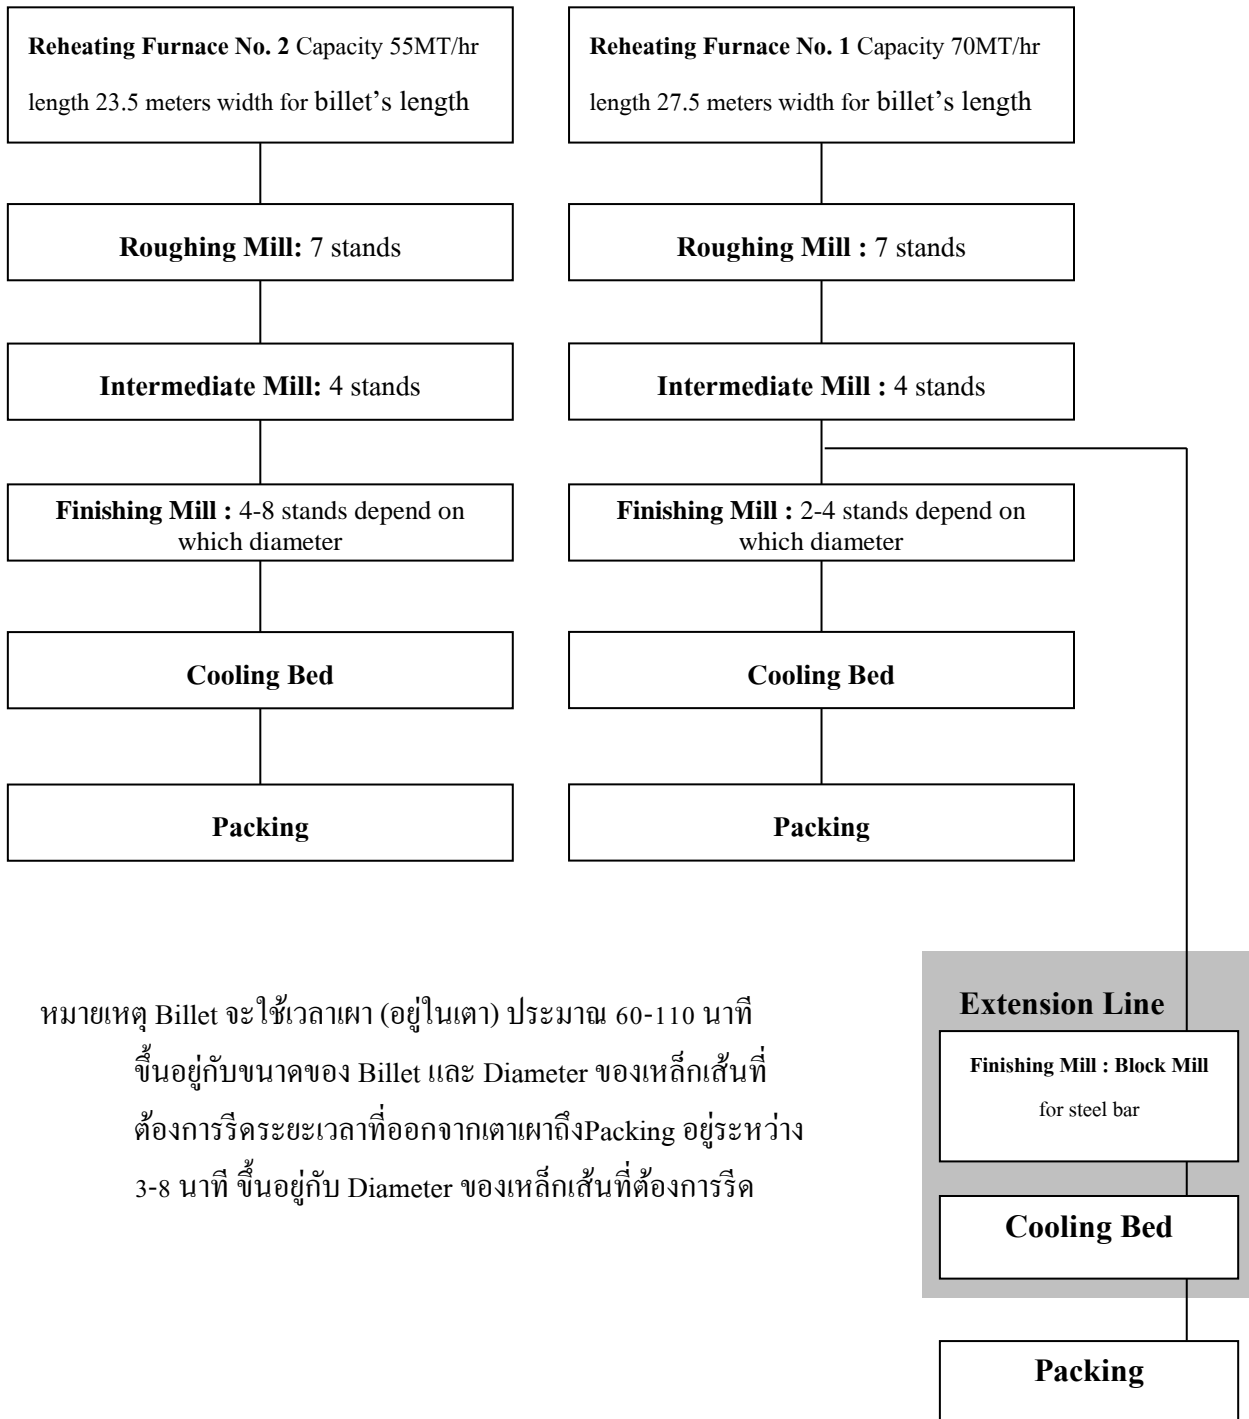 Reheating Furnace No. 2 Capacity 55MT/hr
length 23.5 meters width for billet's length
Reheating Furnace No. 1 Capacity 70MT/hr
length 27.5 meters width for billet's length
Roughing Mill: 7 stands
Roughing Mill : 7 stands
Intermediate Mill: 4 stands
Intermediate Mill : 4 stands
Finishing Mill : 4-8 stands depend on
which diameter
Finishing Mill : 2-4 stands depend on
which diameter
Cooling Bed
Cooling Bed
Packing
Packing
หมายเหตุ Billet จะใช้เวลาเผา (อยู่ในเตา) ประมาณ 60-110 นาที
ขึ้นอยู่กับขนาดของ Billet และ Diameter ของเหล็กเส้นที่
ต้องการรีดระยะเวลาที่ออกจากเตาเผาถึงPacking อยู่ระหว่าง
3-8 นาที ขึ้นอยู่กับ Diameter ของเหล็กเส้นที่ต้องการรีด
Extension Line
Finishing Mill : Block Mill
for steel bar
Cooling Bed
Packing